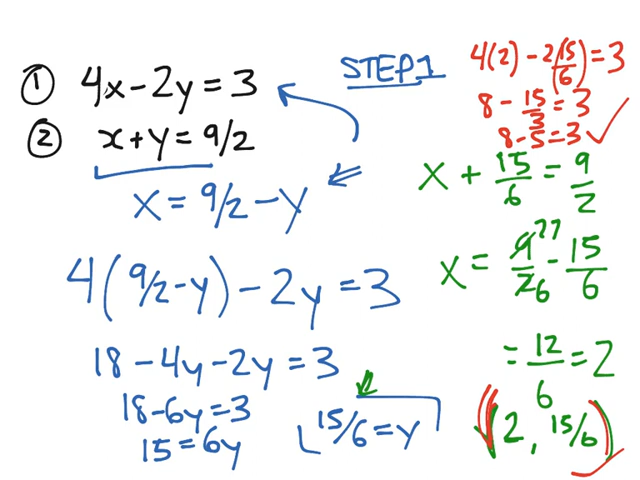 ① 4x - 2y = 3
② x + y = 9/2
x = 9/2 - y
4(9/2 - y) - 2y = 3
18 - 4y - 2y = 3
18 - 6y = 3
15 = 6y
15/6 = y
STEP 1
4(2) - 2(15/6) = 3
8 - 15/3 = 3
8 - 5 = 3 ✓
x + 15/6 = 9/2
x = 9/2 27/6 - 15/6
= 12/6 = 2
(2, 15/6)